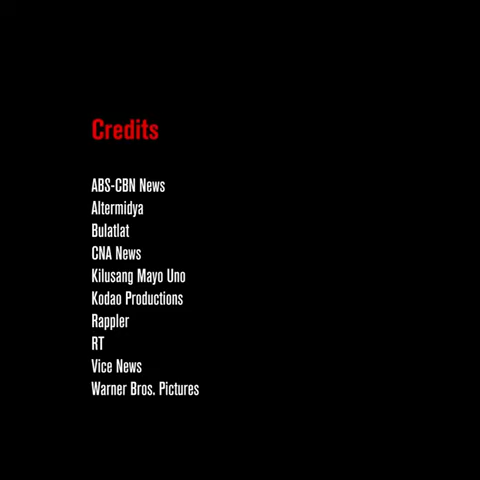 Credits
ABS-CBN News
Altermidya
Bulatlat
CNA News
Kilusang Mayo Uno
Kodao Productions
Rappler
RT
Vice News
Warner Bros. Pictures